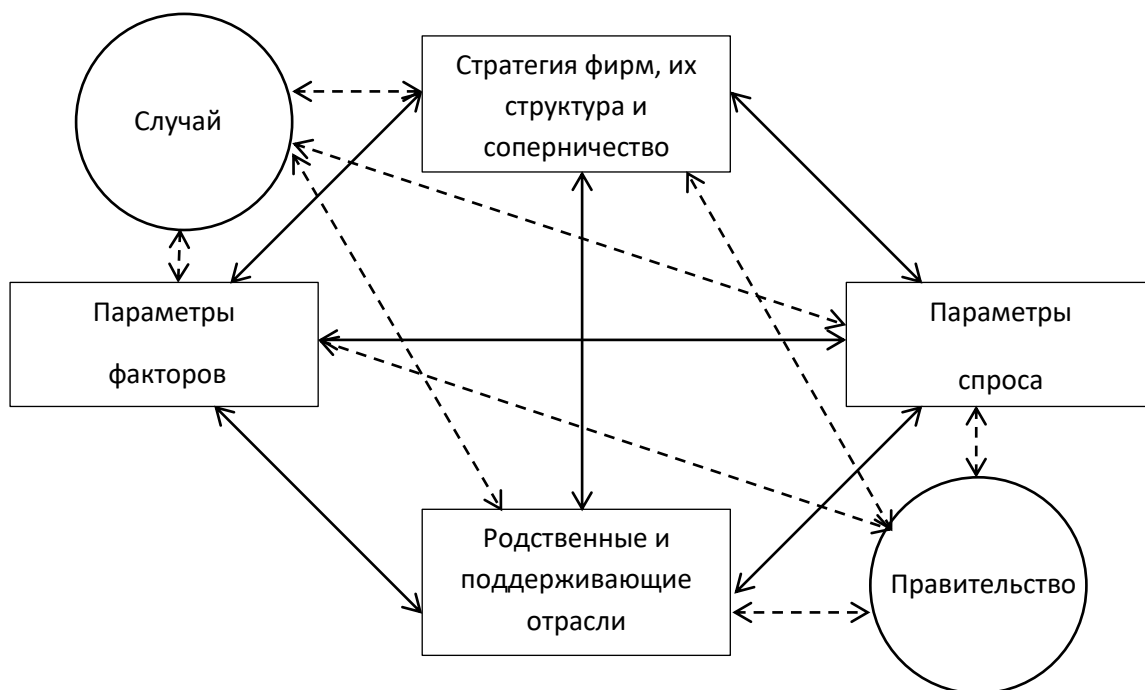 Стратегия фирм, их
структура и
соперничество
Случай
Параметры
факторов
Параметры
спроса
Родственные и
поддерживающие
отрасли
Правительство